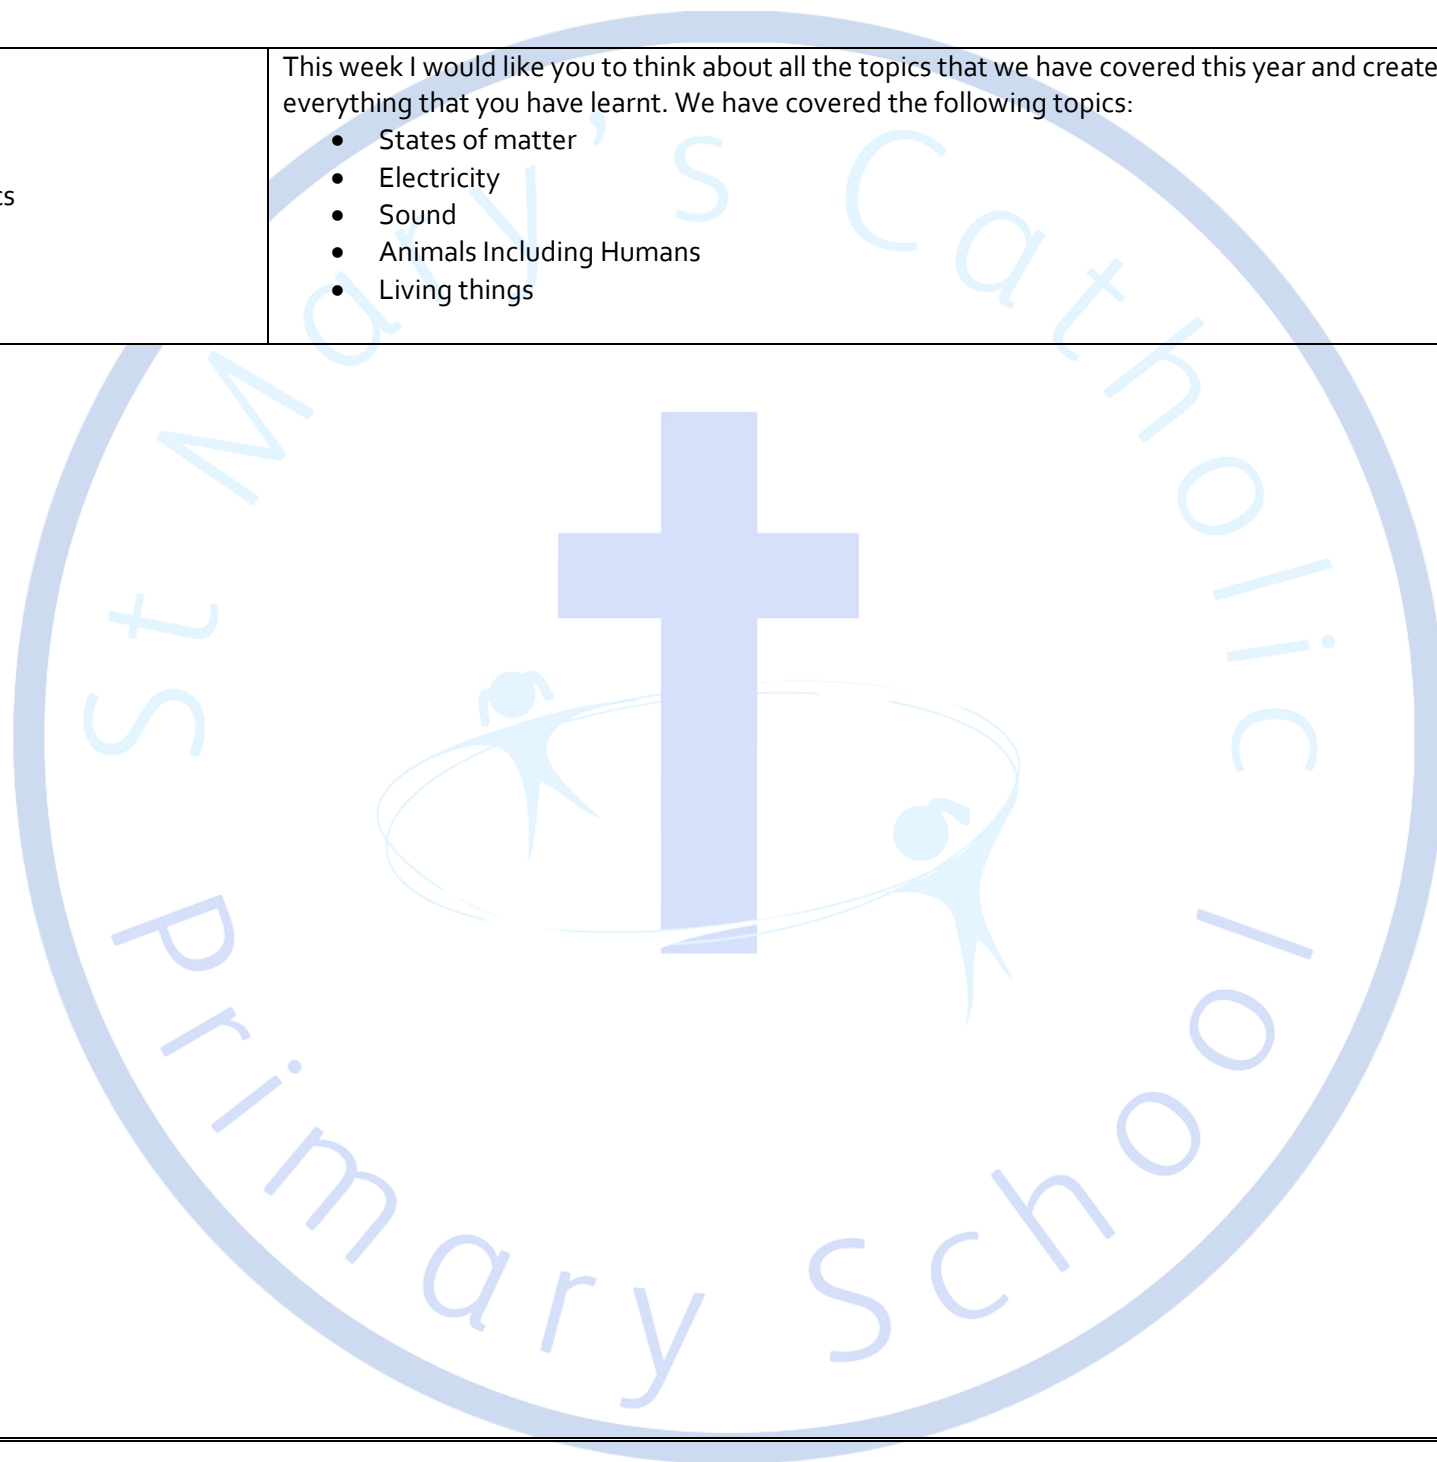 This week I would like you to think about all the topics that we have covered this year and create
everything that you have learnt. We have covered the following topics:
• States of matter
• Electricity
• Sound
• Animals Including Humans
• Living things
St Mary's Catholic
Primary School